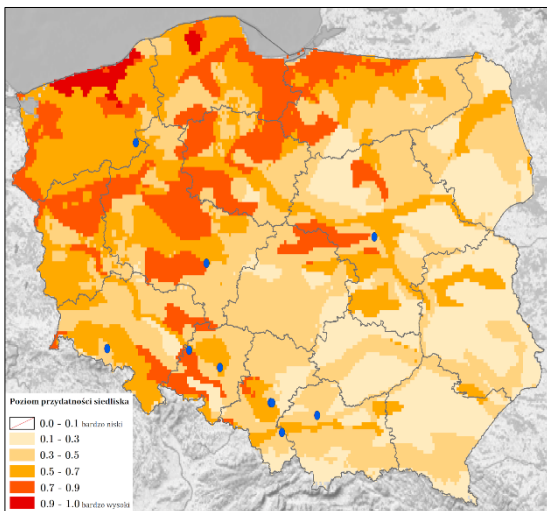 Poziom przydatności siedliska
0.0 - 0.1 bardzo niski
0.1 - 0.3
0.3 - 0.5
0.5 - 0.7
0.7 - 0.9
0.9 - 1.0 bardzo wysoki